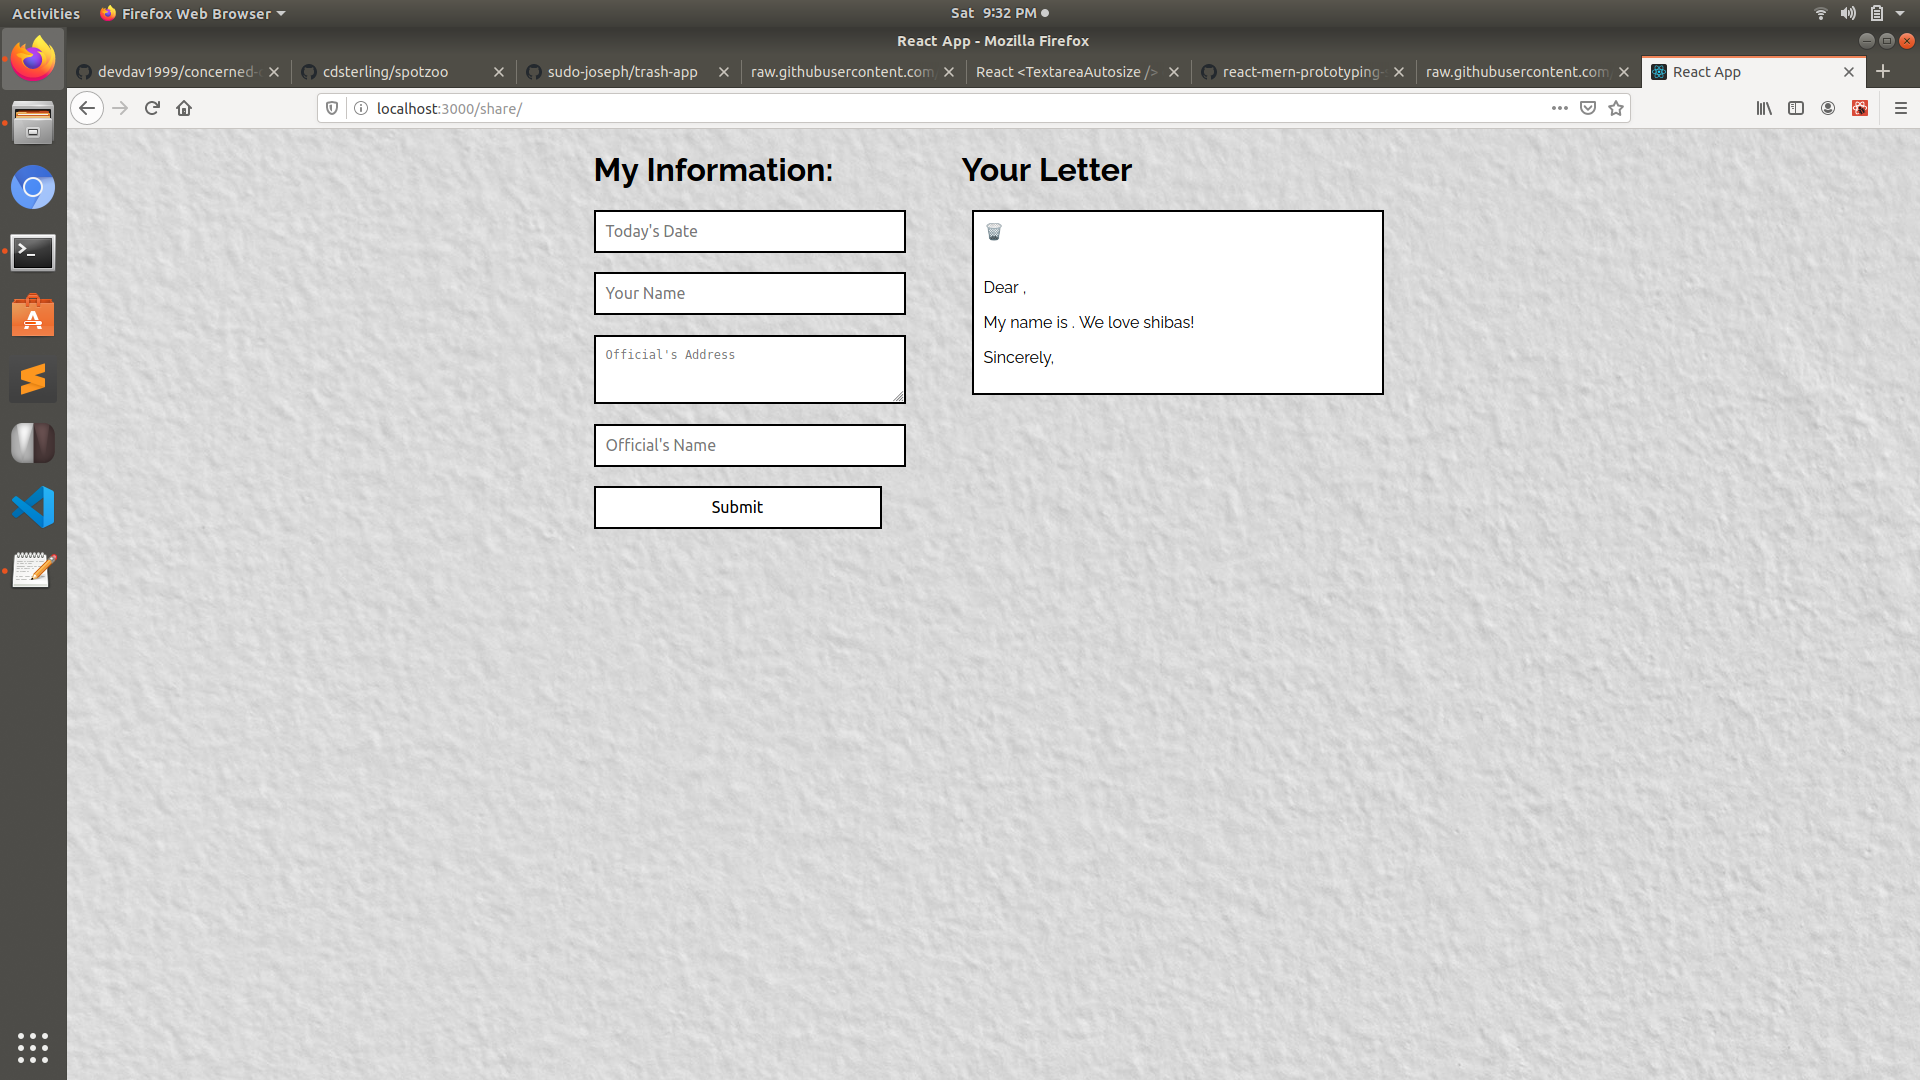 Activities Firefox Web Browser Sat 9:32 PM
React App - Mozilla Firefox
devdav1999/concerned- cdsterling/spotzoo sudo-joseph/trash-app raw.githubusercontent.com React <TextareaAutosize /> react-mern-prototyping- raw.githubusercontent.com React App
localhost:3000/share/
My Information:
Today's Date
Your Name
Official's Address
Official's Name
Submit
Your Letter
Dear ,
My name is . We love shibas!
Sincerely,